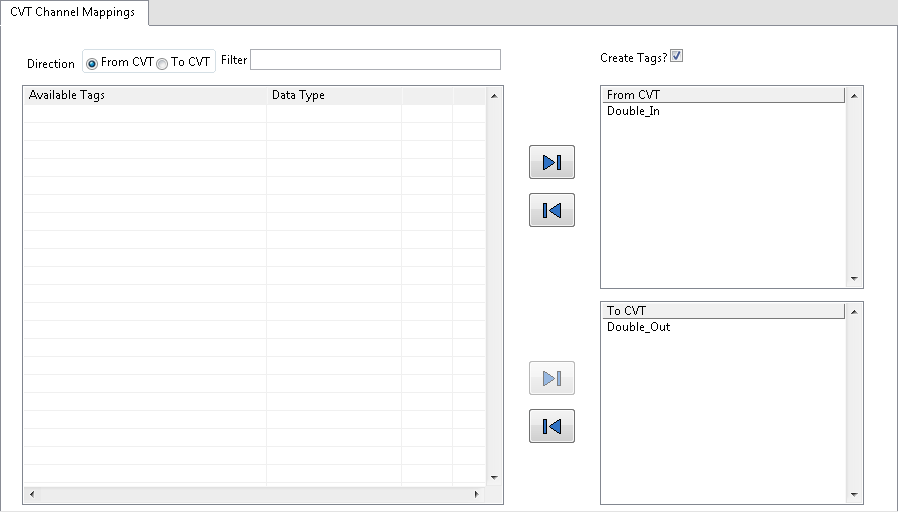 CVT Channel Mappings
Direction From CVT To CVT Filter
Create Tags?
Available Tags Data Type
From CVT
Double_In
To CVT
Double_Out